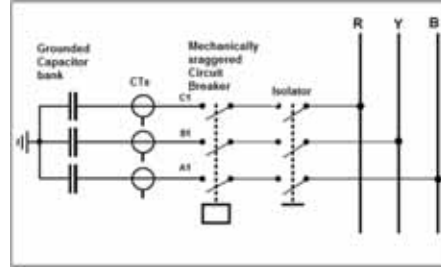 R Y B
Grounded
Capacitor
bank
CTs
Mechanically
sraggered
Circuit
Breaker
Isolator
C1
B1
A1